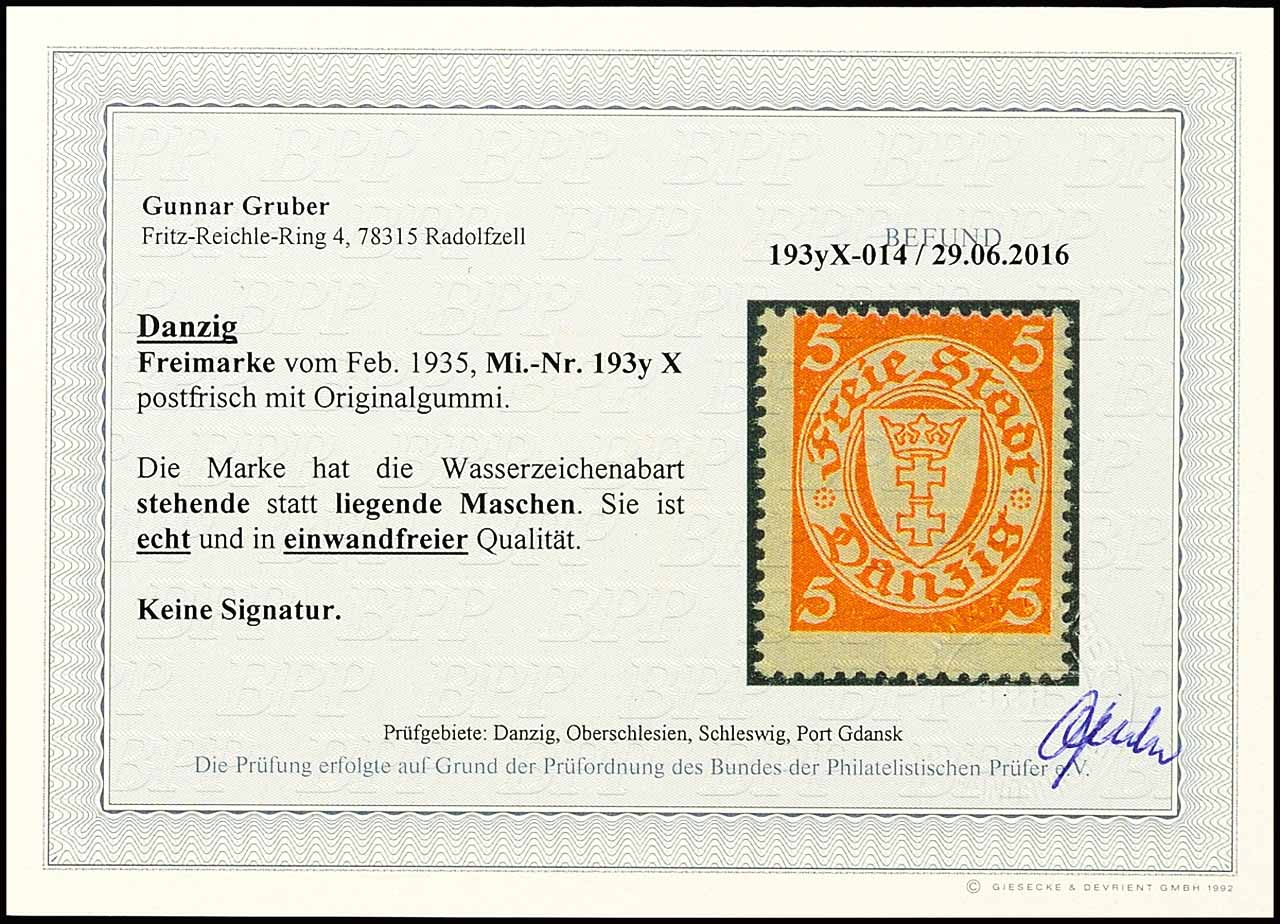 Gunnar Gruber
Fritz-Reichle-Ring 4, 78315 Radolfzell
BEFUND
193yX-014 / 29.06.2016
Danzig
Freimarke vom Feb. 1935, Mi.-Nr. 193y X
postfrisch mit Originalgummi.
Die Marke hat die Wasserzeichenabart
stehende statt liegende Maschen. Sie ist
echt und in einwandfreier Qualität.
Keine Signatur.
5 5
Freie Stadt
Danzig
5 5
Prüfgebiete: Danzig, Oberschlesien, Schleswig, Port Gdansk
Die Prüfung erfolgte auf Grund der Prüfordnung des Bundes der Philatelistischen Prüfer e.V.
© GIESECKE & DEVRIENT GMBH 1992